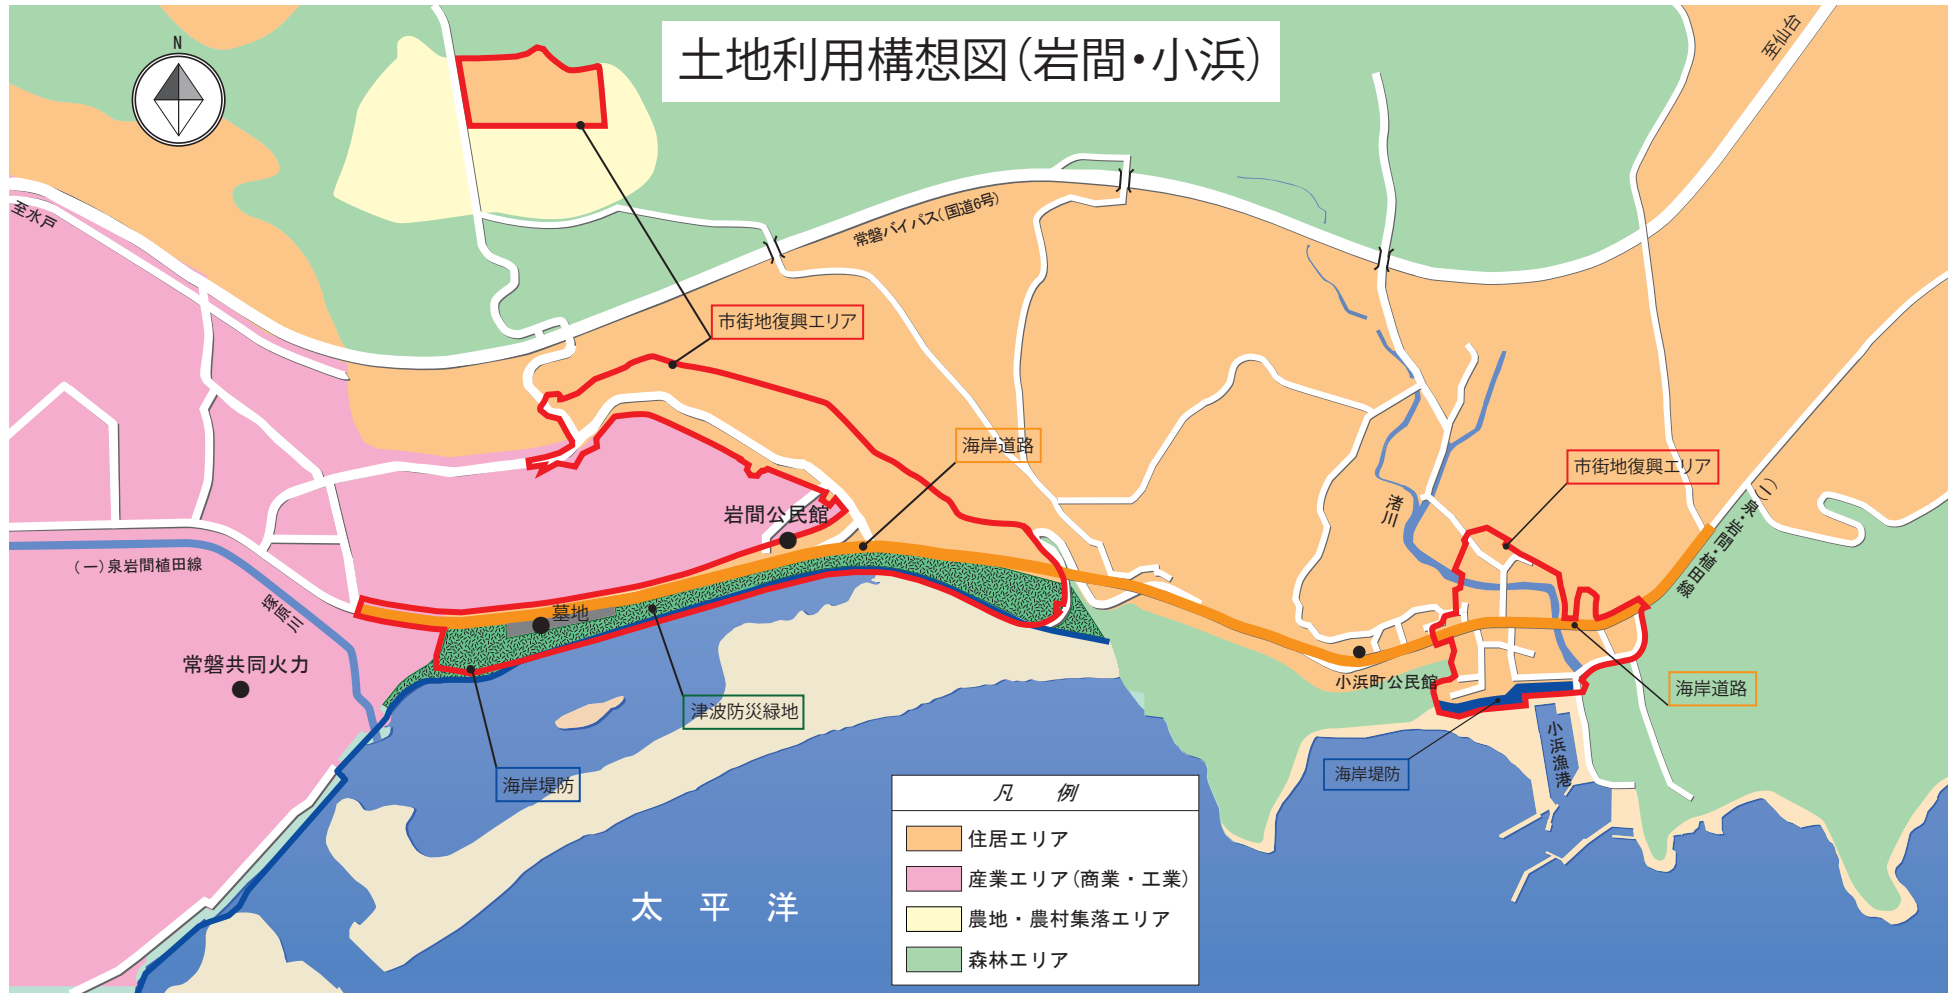 土地利用構想図(岩間・小浜)
N
至仙台
至水戸
常磐バイパス(国道6号)
市街地復興エリア
海岸道路
市街地復興エリア
渚川
(一)泉・岩間・植田線
岩間公民館
(一)泉岩間植田線
塚原川
墓地
常磐共同火力
小浜町公民館
海岸道路
津波防災緑地
海岸堤防
海岸堤防
小浜漁港
太平洋
凡例
住居エリア
産業エリア(商業・工業)
農地・農村集落エリア
森林エリア